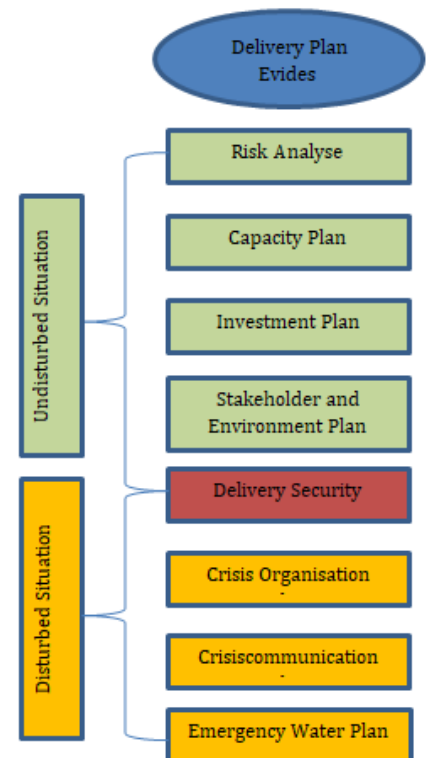 Delivery Plan
Evides
Risk Analyse
Capacity Plan
Investment Plan
Stakeholder and
Environment Plan
Undisturbed Situation
Delivery Security
Crisis Organisation
-
Crisiscommunication
-
Emergency Water Plan
Disturbed Situation